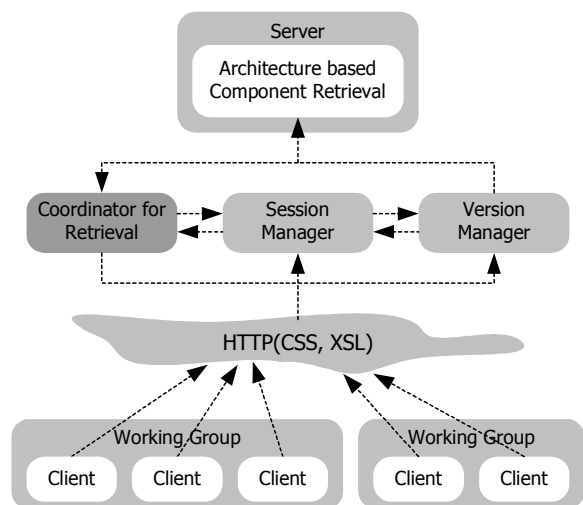 Server
Architecture based
Component Retrieval
Coordinator for
Retrieval
Session
Manager
Version
Manager
HTTP(CSS, XSL)
Working Group
Client
Client
Client
Working Group
Client
Client